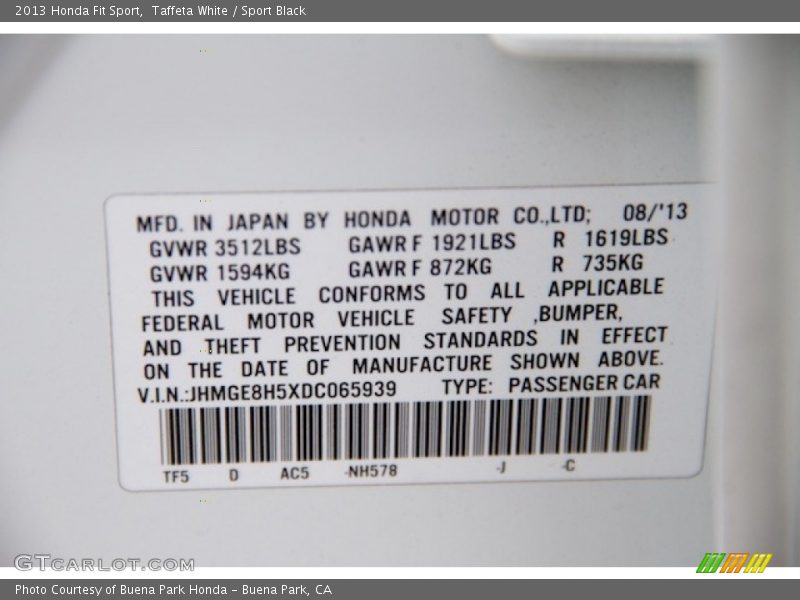 2013 Honda Fit Sport,  Taffeta White / Sport Black
MFD. IN JAPAN BY HONDA MOTOR CO.,LTD; 08/'13
GVWR 3512LBS GAWR F 1921LBS R 1619LBS
GVWR 1594KG GAWR F 872KG R 735KG
THIS VEHICLE CONFORMS TO ALL APPLICABLE
FEDERAL MOTOR VEHICLE SAFETY ,BUMPER,
AND THEFT PREVENTION STANDARDS IN EFFECT
ON THE DATE OF MANUFACTURE SHOWN ABOVE.
V.I.N.:JHMGE8H5XDC065939 TYPE: PASSENGER CAR
TF5 D AC5 -NH578 -J -C
GTCARLOT.COM
Photo Courtesy of Buena Park Honda - Buena Park, CA